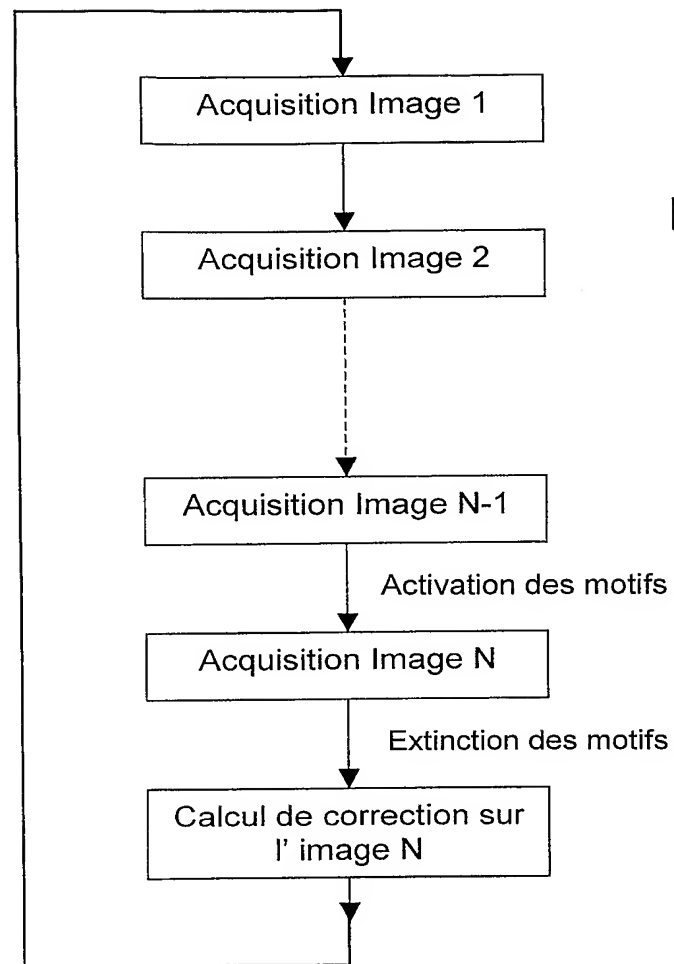 Acquisition Image 1
Acquisition Image 2
Acquisition Image N-1
Activation des motifs
Acquisition Image N
Extinction des motifs
Calcul de correction sur
l' image N